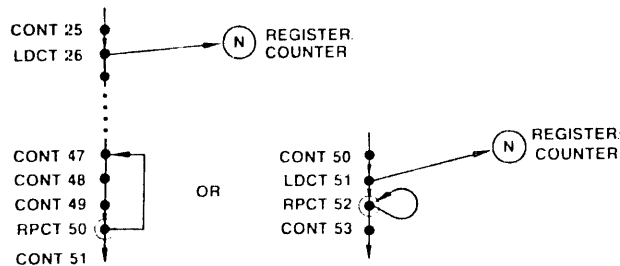 CONT 25
LDCT 26
N
REGISTER
COUNTER
CONT 47
CONT 48
CONT 49
RPCT 50
CONT 51
OR
CONT 50
LDCT 51
RPCT 52
CONT 53
N
REGISTER
COUNTER